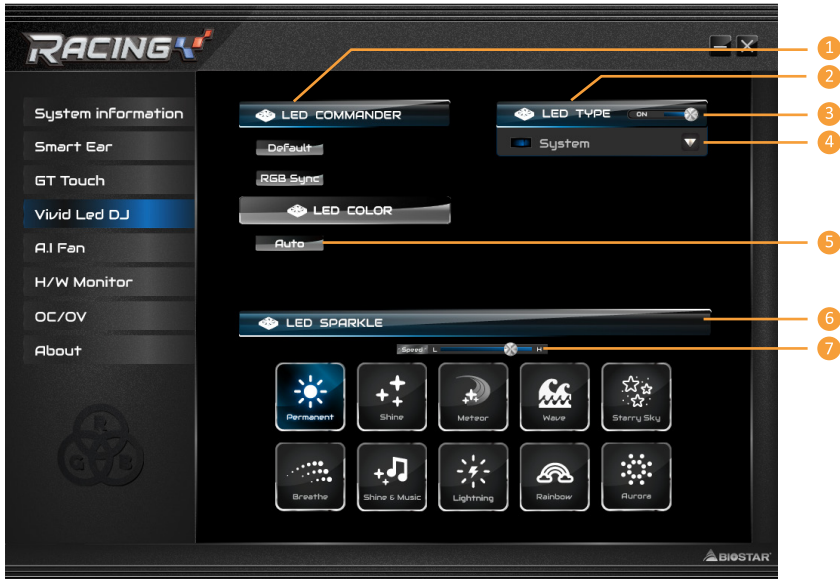 RACING
1
2
3
4
5
6
7
System information
Smart Ear
GT Touch
Vivid Led DJ
A.I Fan
H/W Monitor
OC/OV
About
R
G B
LED COMMANDER
Default
RGB Sync
LED TYPE ON
System
LED COLOR
Auto
LED SPARKLE
Speed L H
Permanent Shine Meteor Wave Starry Sky
Breathe Shine & Music Lightning Rainbow Aurora
BIOSTAR